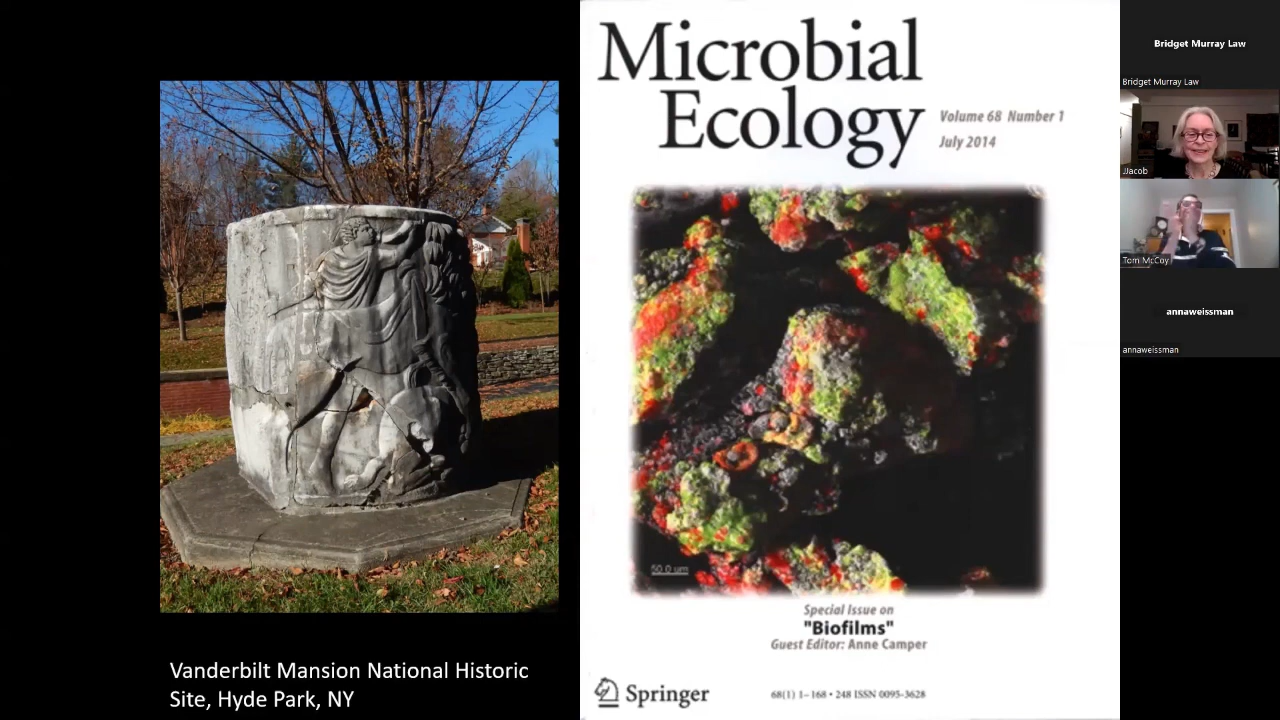 Microbial
Ecology
Volume 68 Number 1
July 2014
50.0 um
Special Issue on
"Biofilms"
Guest Editor: Anne Camper
Springer
68(1) 1–168 • 248 ISSN 0095-3628
Vanderbilt Mansion National Historic
Site, Hyde Park, NY
Bridget Murray Law
Bridget Murray Law
JJacob
Tom McCoy
annaweissman
annaweissman